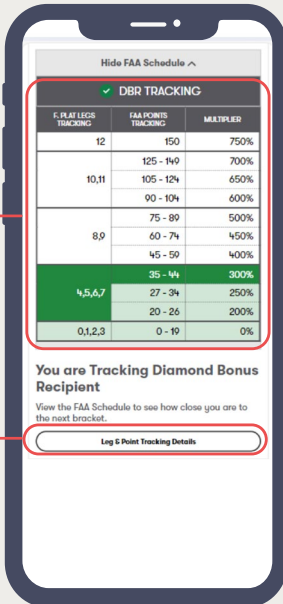 Hide FAA Schedule
DBR TRACKING
F. PLAT LEGS TRACKING FAA POINTS TRACKING MULTIPLIER
12 150 750%
125 - 149 700%
10,11 105 - 124 650%
90 - 104 600%
75 - 89 500%
8,9 60 - 74 450%
45 - 59 400%
35 - 44 300%
4,5,6,7 27 - 34 250%
20 - 26 200%
0,1,2,3 0 - 19 0%
You are Tracking Diamond Bonus
Recipient
View the FAA Schedule to see how close you are to
the next bracket.
Leg & Point Tracking Details